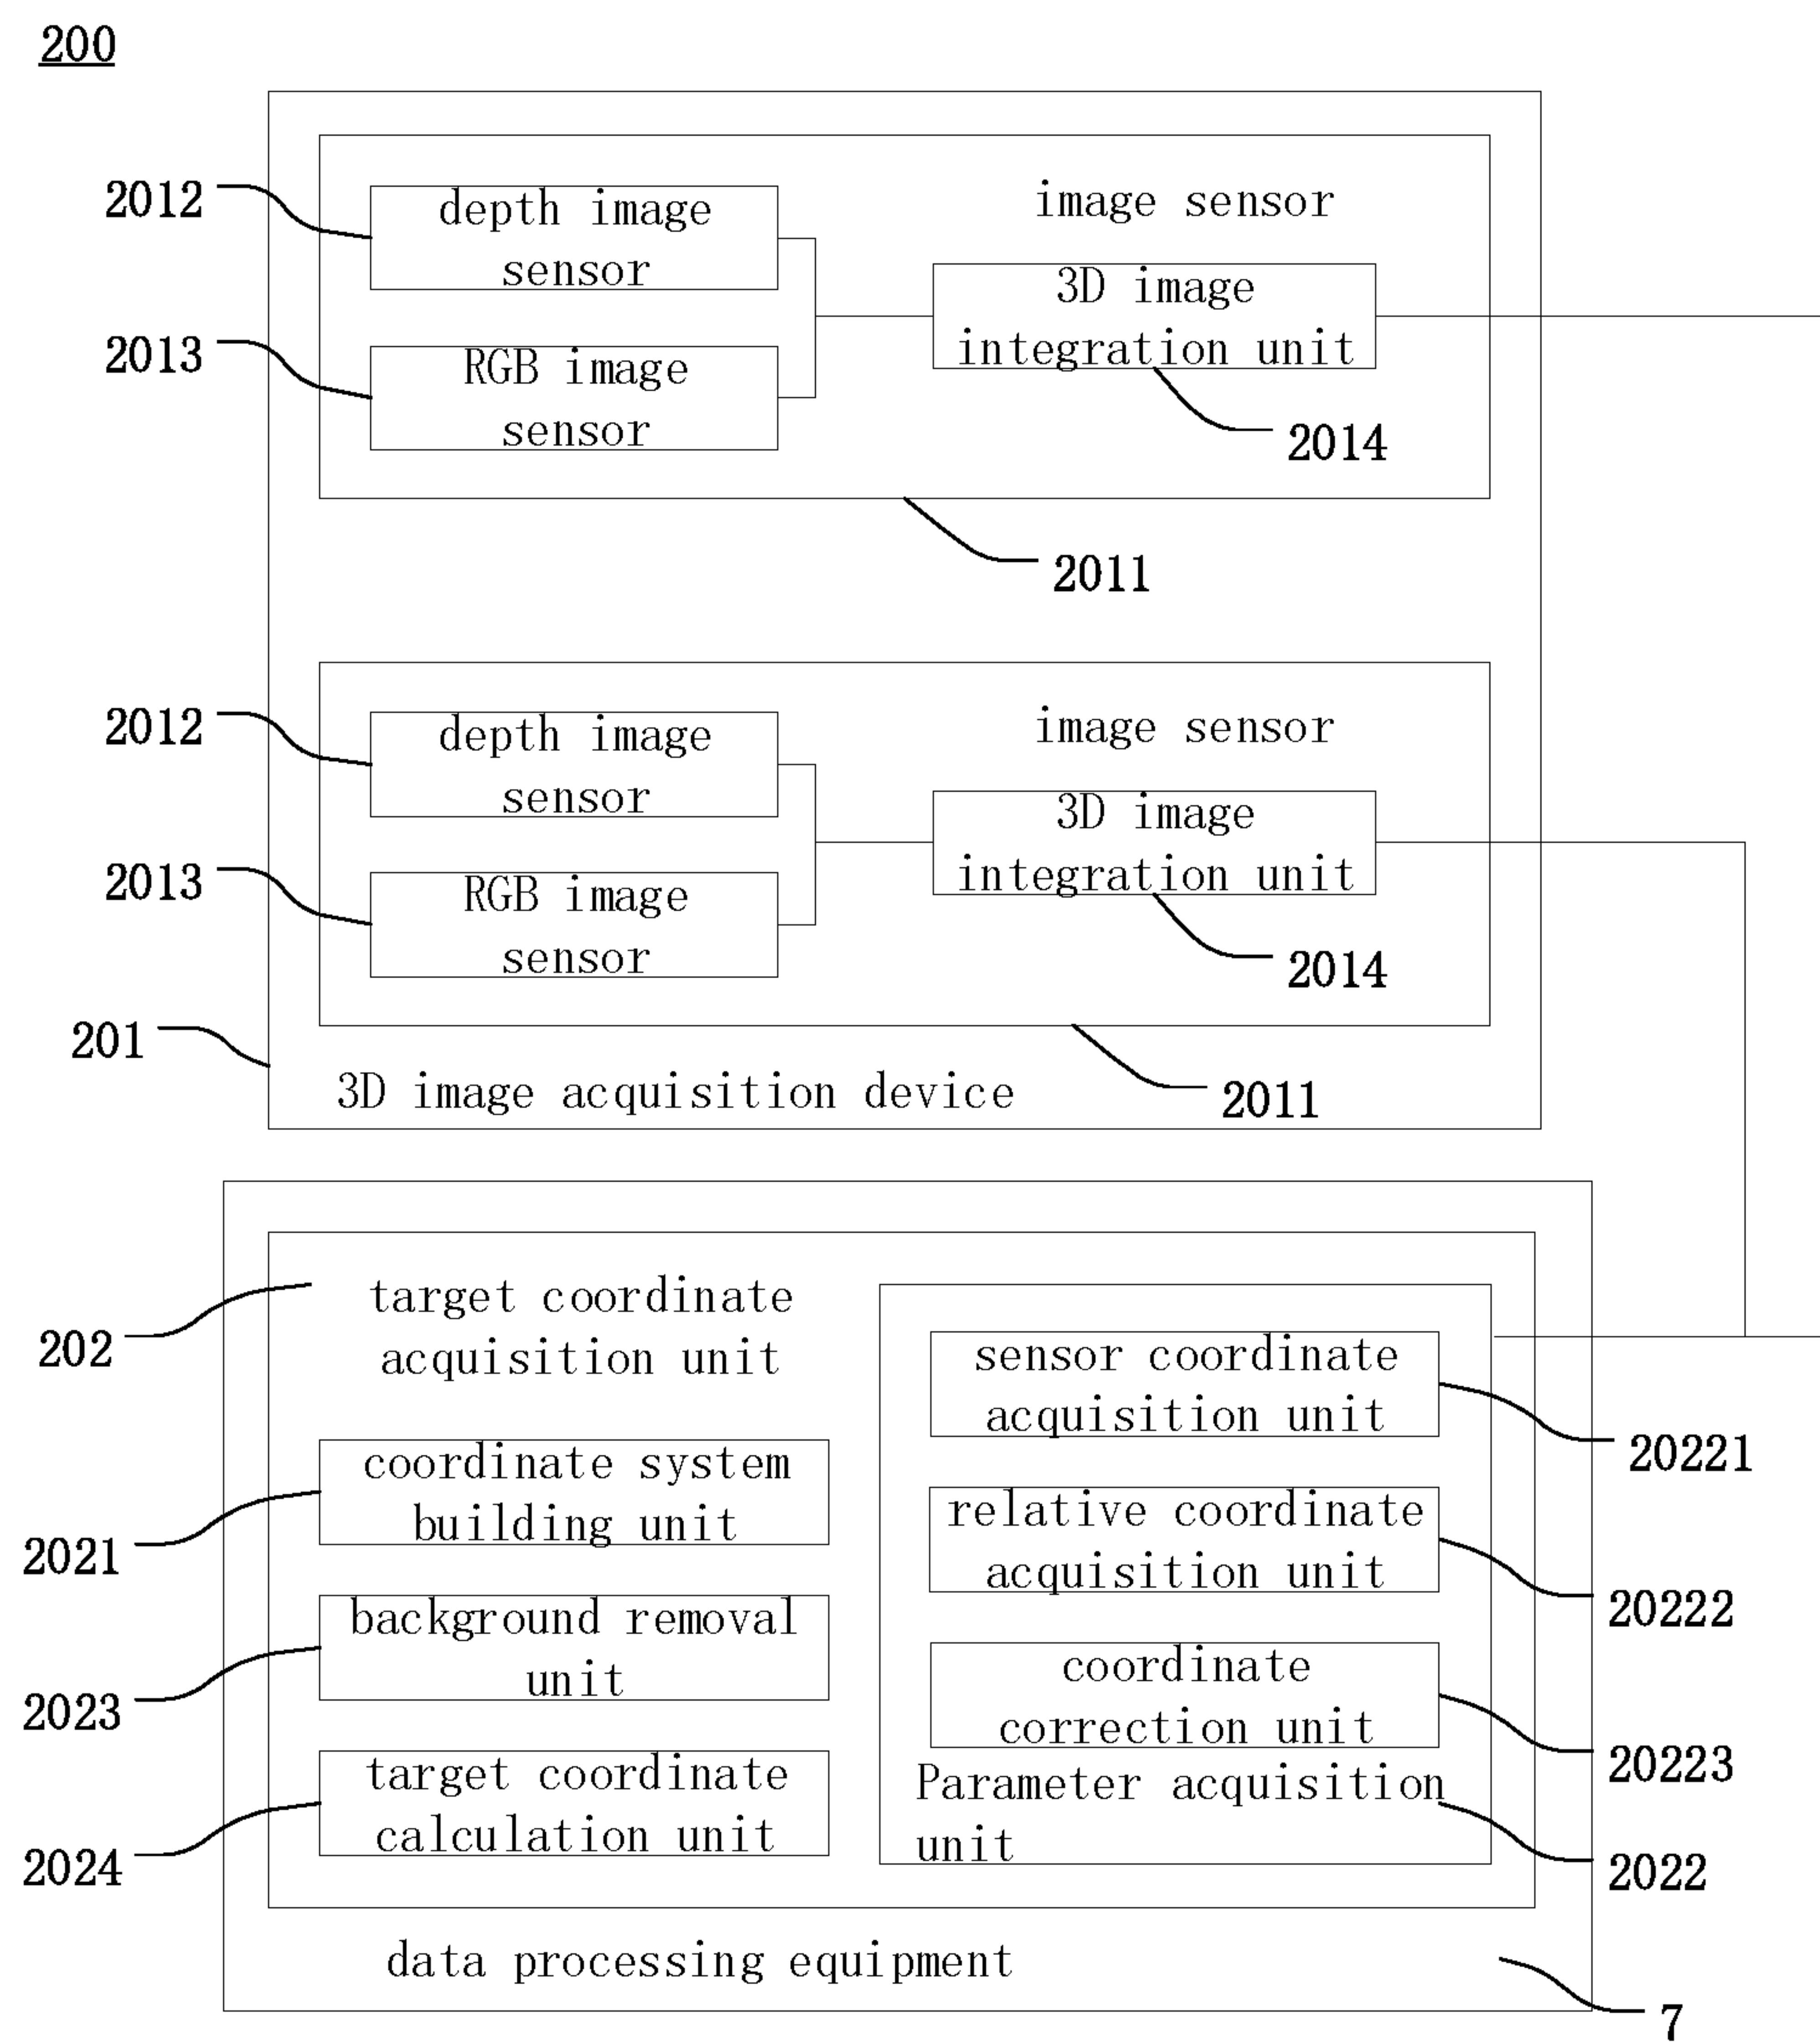 200
2012
depth image
sensor
image sensor
3D image
integration unit
2013
RGB image
sensor
2014
2011
2012
depth image
sensor
image sensor
3D image
integration unit
2013
RGB image
sensor
2014
201
3D image acquisition device
2011
202
target coordinate
acquisition unit
sensor coordinate
acquisition unit
20221
coordinate system
building unit
2021
relative coordinate
acquisition unit
20222
background removal
unit
2023
coordinate
correction unit
20223
target coordinate
calculation unit
2024
Parameter acquisition
unit
2022
data processing equipment
7